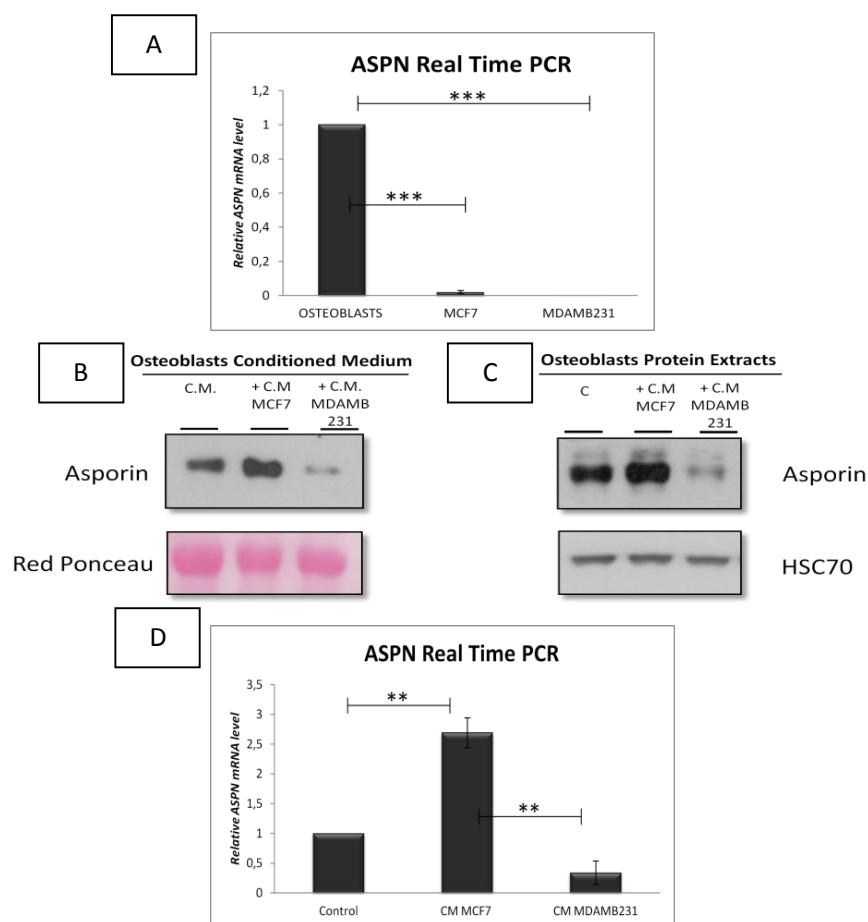 A
ASPN Real Time PCR
Relative ASPN mRNA level
1,2
1
0,8
0,6
0,4
0,2
0
***
***
OSTEOBLASTS MCF7 MDAMB231
B
Osteoblasts Conditioned Medium
C.M.
+ C.M
MCF7
+ C.M.
MDAMB
231
Asporin
Red Ponceau
C
Osteoblasts Protein Extracts
C
+ C.M
MCF7
+ C.M
MDAMB
231
Asporin
HSC70
D
ASPN Real Time PCR
Relative ASPN mRNA level
3,5
3
2,5
2
1,5
1
0,5
0
**
**
Control CM MCF7 CM MDAMB231